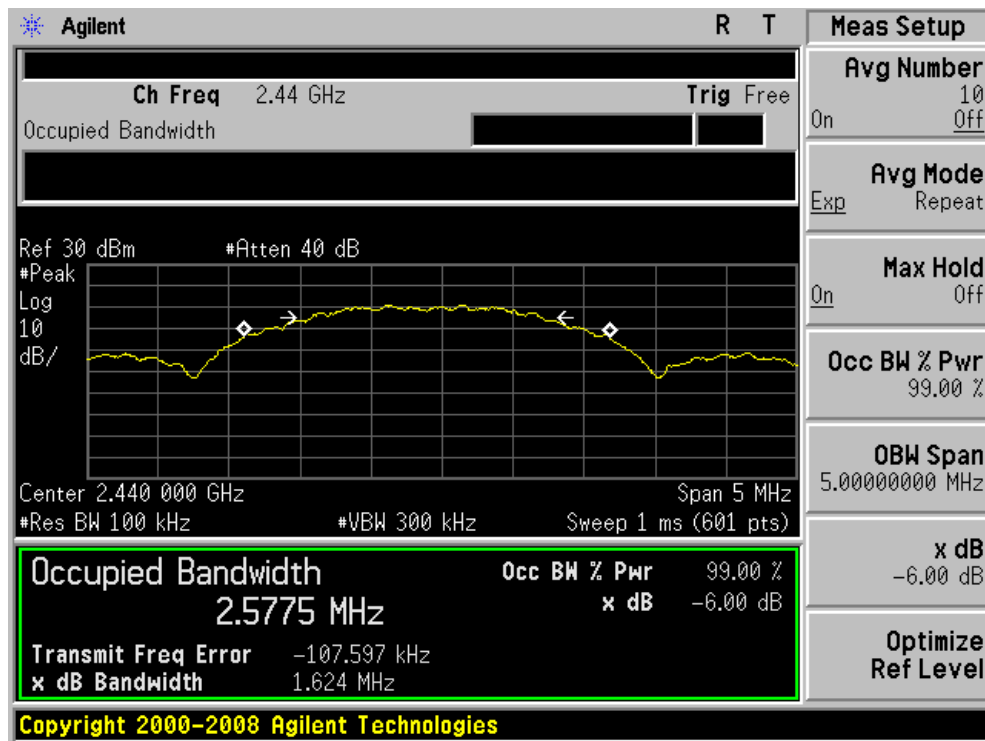 Agilent R T
Ch Freq 2.44 GHz Trig Free
Occupied Bandwidth
Ref 30 dBm #Atten 40 dB
#Peak
Log
10
dB/
Center 2.440 000 GHz Span 5 MHz
#Res BW 100 kHz #VBW 300 kHz Sweep 1 ms (601 pts)
Occupied Bandwidth Occ BW % Pwr 99.00 %
2.5775 MHz x dB -6.00 dB
Transmit Freq Error -107.597 kHz
x dB Bandwidth 1.624 MHz
Copyright 2000-2008 Agilent Technologies
Meas Setup
Avg Number
10
On Off
Avg Mode
Exp Repeat
Max Hold
On Off
Occ BW % Pwr
99.00 %
OBW Span
5.00000000 MHz
x dB
-6.00 dB
Optimize
Ref Level